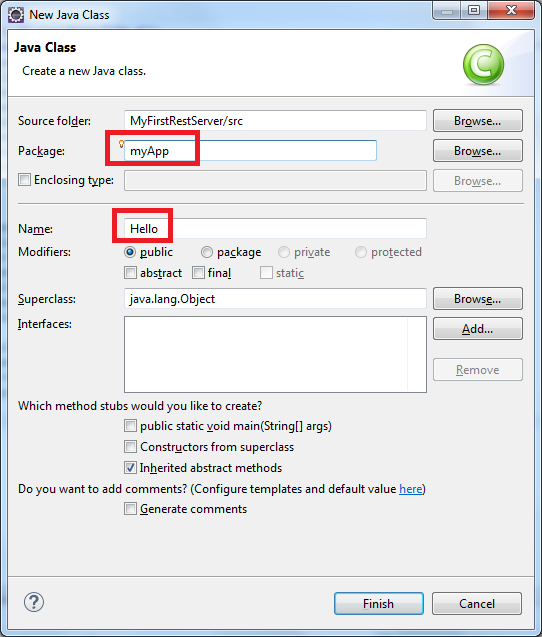 New Java Class
Java Class
Create a new Java class.
C
Source folder: MyFirstRestServer/src Browse...
Package: myApp Browse...
Enclosing type: Browse...
Name: Hello
Modifiers: public package private protected
abstract final static
Superclass: java.lang.Object Browse...
Interfaces: Add...
Remove
Which method stubs would you like to create?
public static void main(String[] args)
Constructors from superclass
Inherited abstract methods
Do you want to add comments? (Configure templates and default value here)
Generate comments
? Finish Cancel